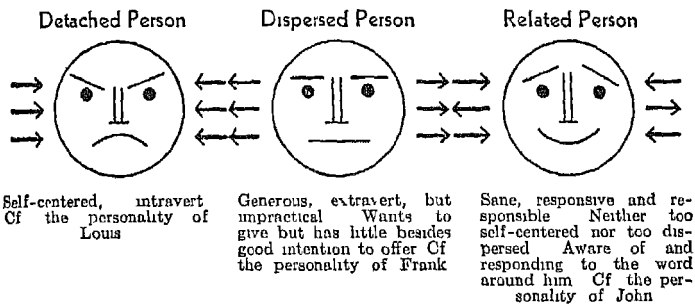 Detached Person
Self-centered, intravert
Cf the personality of
Louis
Dispersed Person
Generous, extravert, but
impractical Wants to
give but has little besides
good intention to offer Cf
the personality of Frank
Related Person
Sane, responsive and re-
sponsible Neither too
self-centered nor too dis-
persed Aware of and
responding to the word
around him Cf the per-
sonality of John